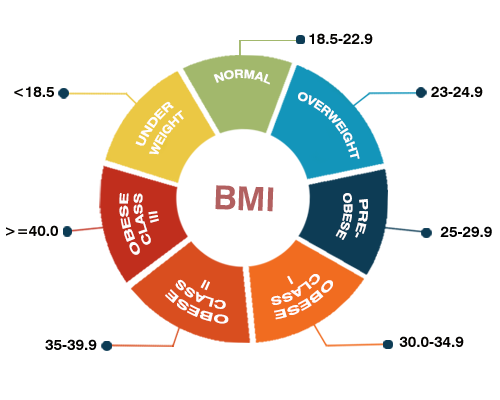 18.5-22.9
NORMAL
<18.5
UNDER
WEIGHT
OVERWEIGHT
23-24.9
BMI
OBESE
CLASS
III
PRE-
OBESE
>=40.0
25-29.9
II
CLASS
OBESE
I
CLASS
OBESE
35-39.9
30.0-34.9